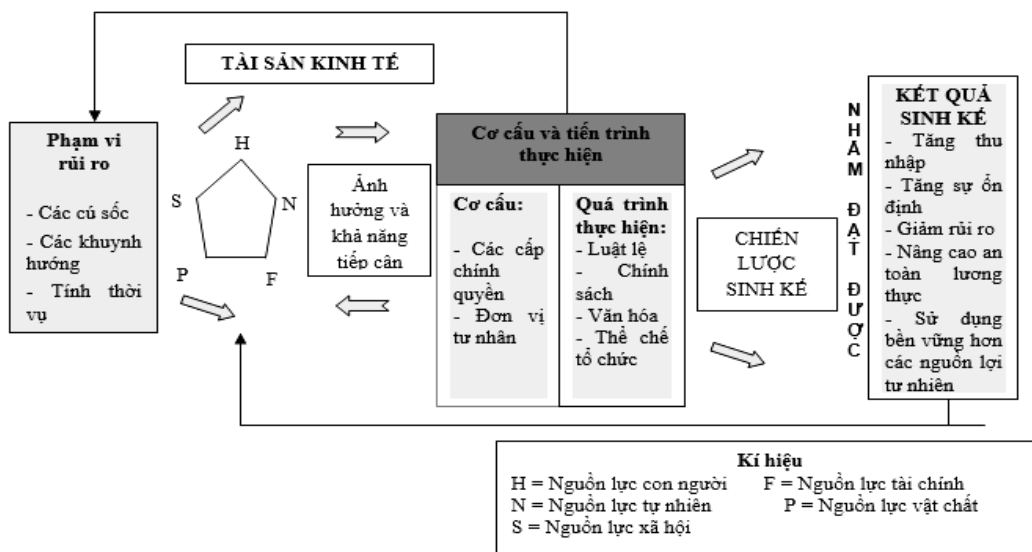 TÀI SẢN KINH TẾ
Phạm vi
rủi ro
- Các cú sốc
- Các khuynh
hướng
- Tính thời
vụ
H
S
N
P
F
Ảnh
hưởng và
khả năng
tiếp cận
Cơ cấu và tiến trình
thực hiện
Cơ cấu:
- Các cấp
chính
quyền
- Đơn vị
tư nhân
Quá trình
thực hiện:
- Luật lệ
- Chính
sách
- Văn hóa
- Thể chế
tổ chức
CHIẾN
LƯỢC
SINH KẾ
NHẰM ĐẠT ĐƯỢC
KẾT QUẢ
SINH KẾ
- Tăng thu
nhập
- Tăng sự ổn
định
- Giảm rủi ro
- Nâng cao an
toàn lương
thực
- Sử dụng
bền vững hơn
các nguồn lợi
tự nhiên
Kí hiệu
H = Nguồn lực con người F = Nguồn lực tài chính
N = Nguồn lực tự nhiên P = Nguồn lực vật chất
S = Nguồn lực xã hội